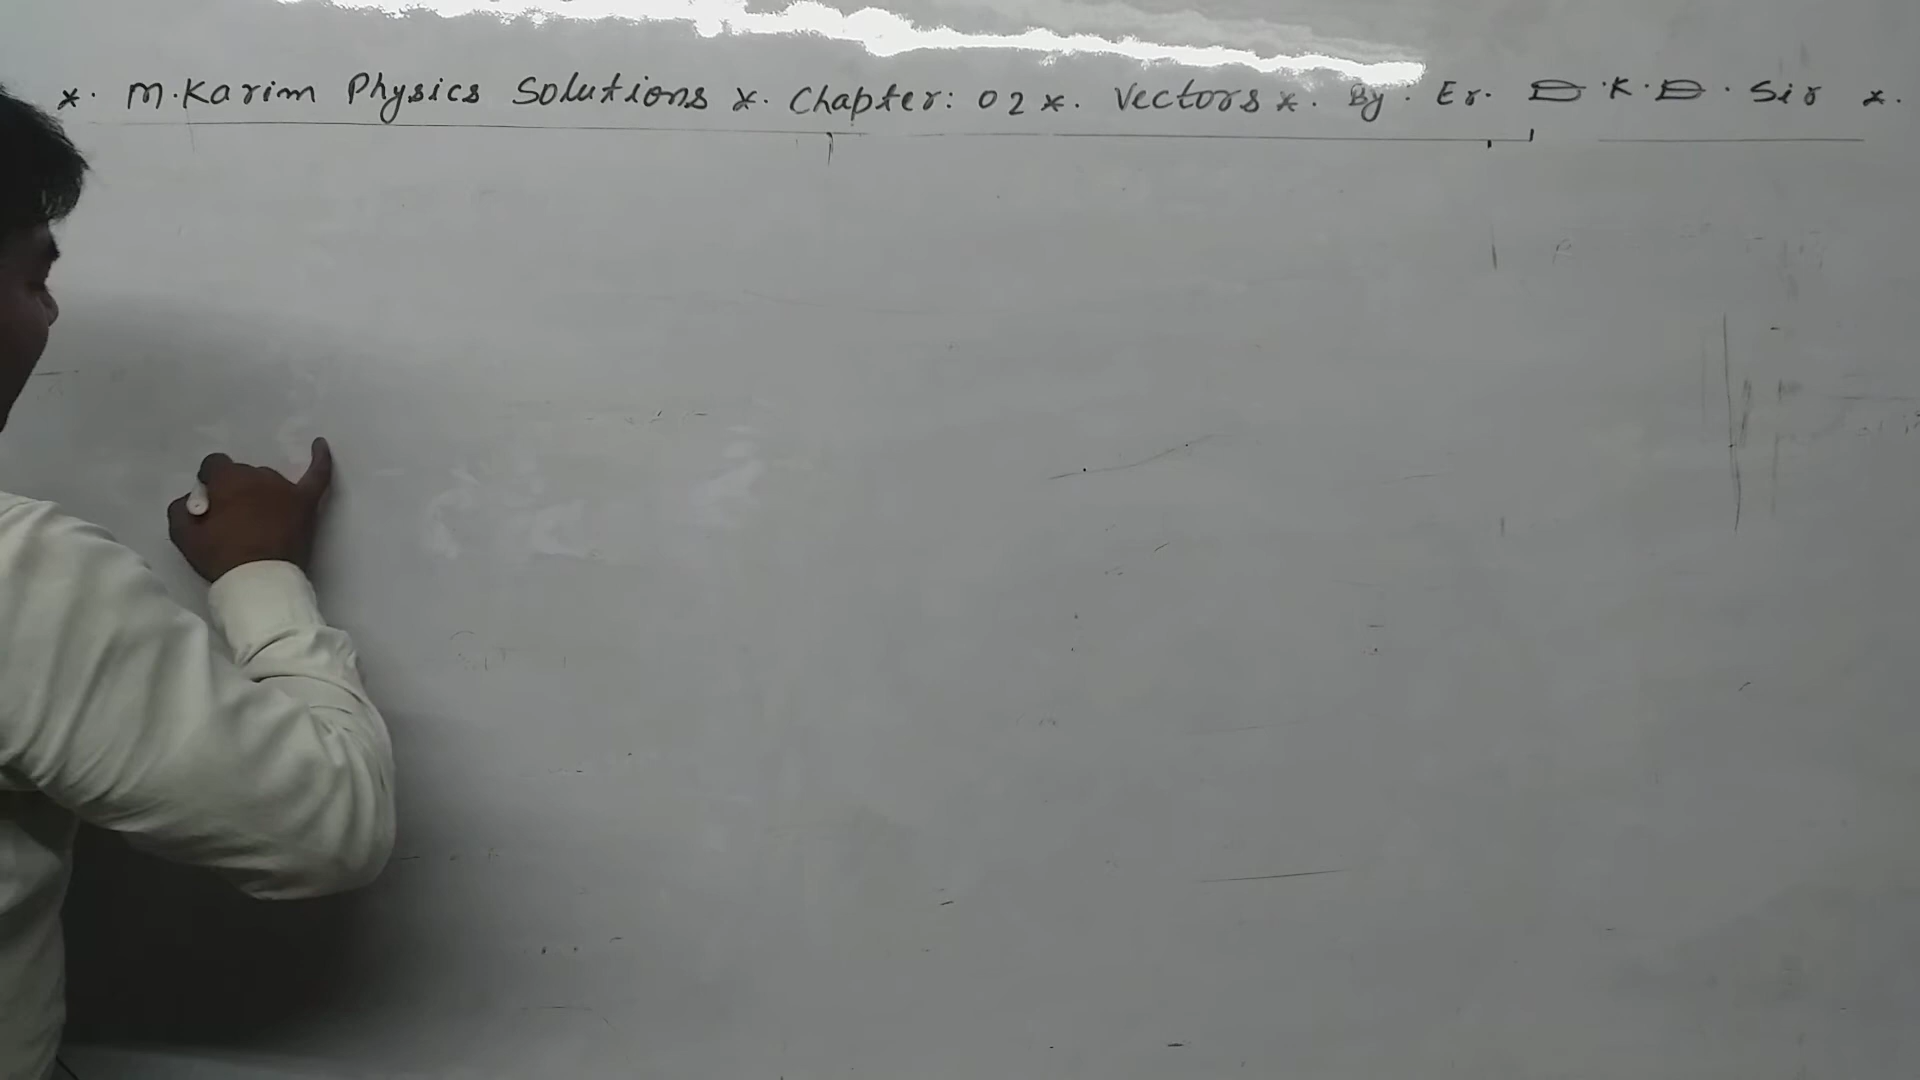 *. M.Karim Physics Solutions *. Chapter: 02 *. Vectors *. By. Er. D.K.D. Sir *.